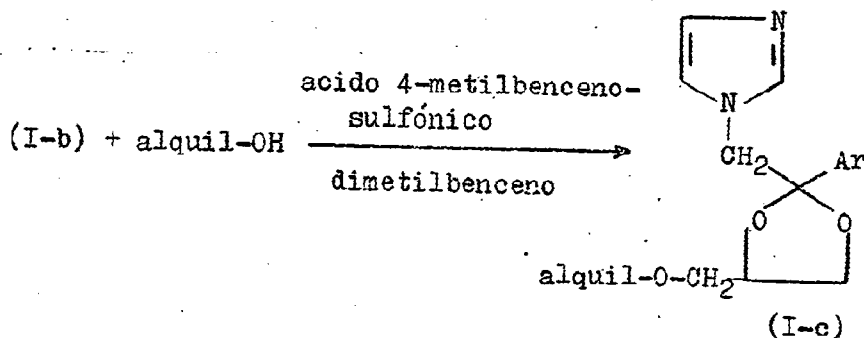 N
N
acido 4-metilbenceno-
sulfónico
(I-b) + alquil-OH
dimetilbenceno
CH2
Ar
O
O
alquil-O-CH2
(I-c)